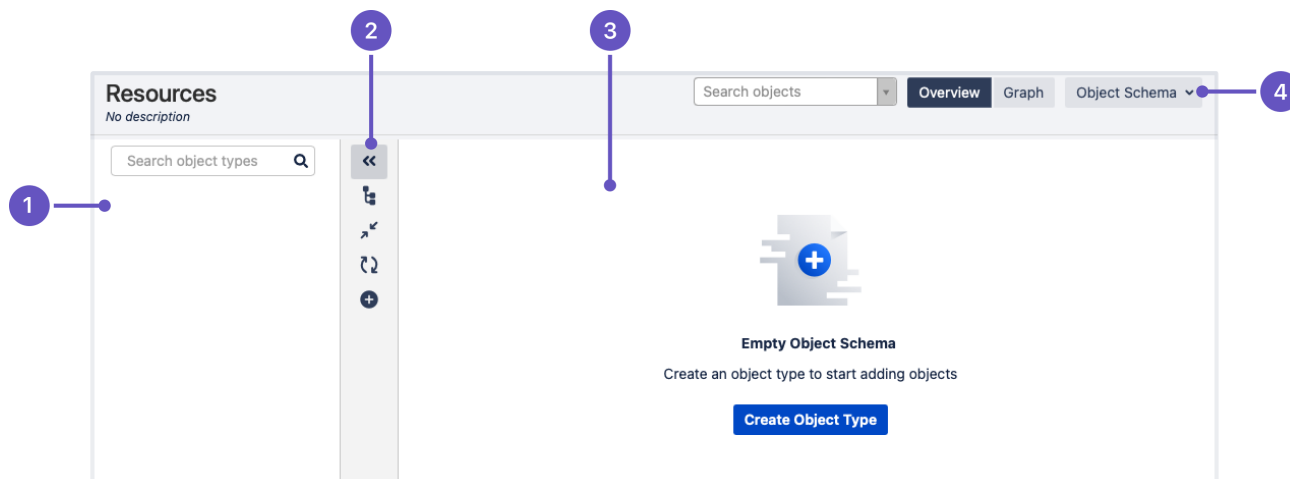 2
3
Resources
No description
Search objects
Overview
Graph
Object Schema
4
Search object types
1
Empty Object Schema
Create an object type to start adding objects
Create Object Type